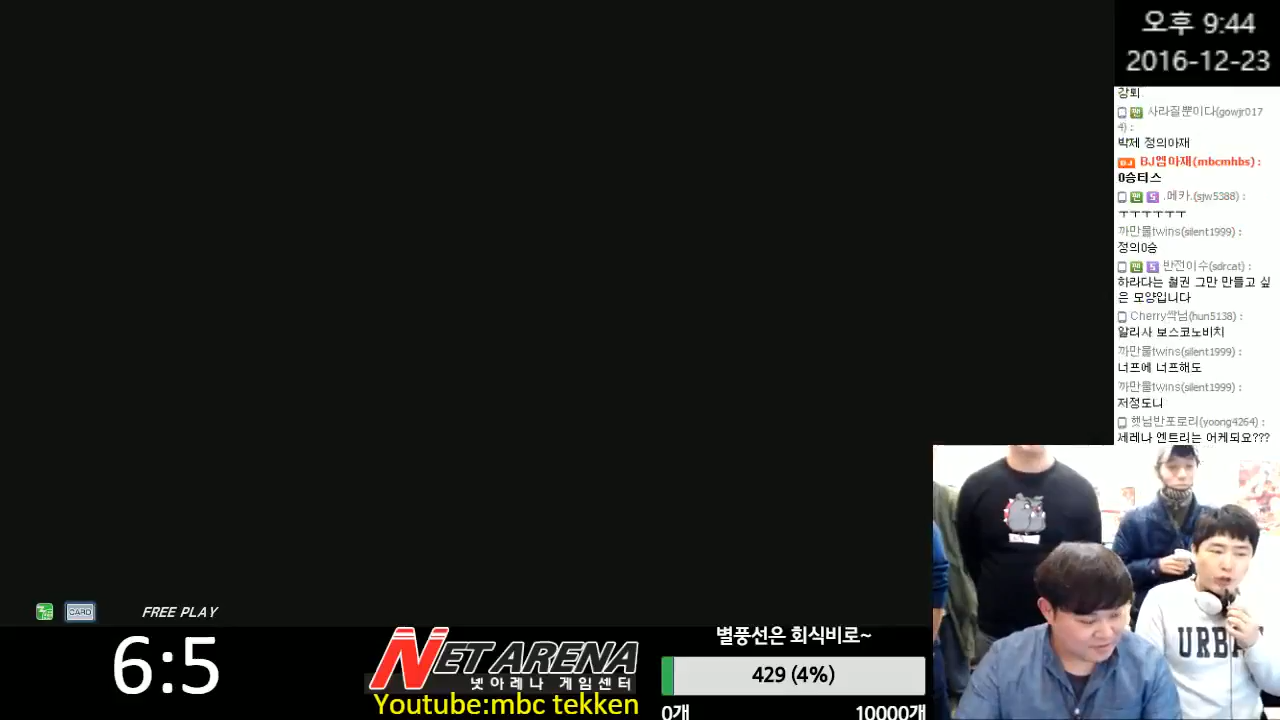 오후 9:44
2016-12-23
강퇴
사라질뿐이다(gowjr017
4) :
박제 정의아재
BJ 엠아재(mbcmhbs) :
0승티스
.메카.(sjw5388) :
ㅜㅜㅜㅜㅜㅜ
까만물twins(silent1999) :
정의0승
반전이수(sdrcat) :
하라다는 철권 그만 만들고 싶
은 모양입니다
Cherry싹님(hun5138) :
알리사 보스코노비치
까만물twins(silent1999) :
너프에 너프해도
까만물twins(silent1999) :
저정도니
햇님반포로리(yoong4264) :
세레나 엔트리는 어케되요???
CARD
FREE PLAY
6:5
NET ARENA
넷아레나 게임센터
Youtube:mbc tekken
별풍선은 회식비로~
429 (4%)
0개
10000개
URB